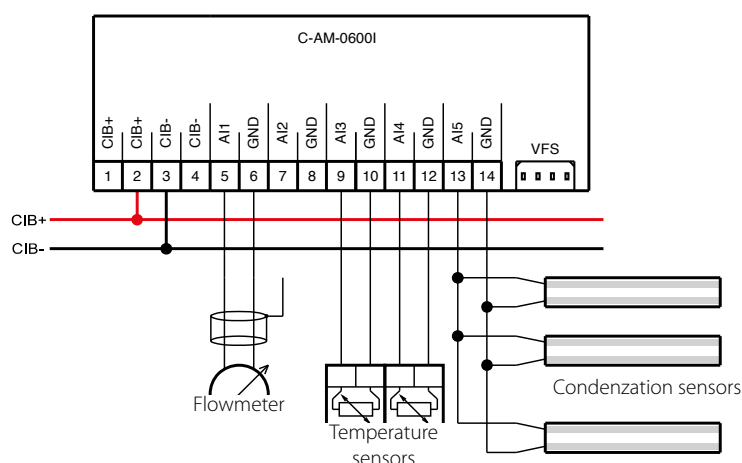 C-AM-0600I
CIB+ CIB+ CIB- CIB- AI1 GND AI2 GND AI3 GND AI4 GND AI5 GND
VFS
1 2 3 4 5 6 7 8 9 10 11 12 13 14
CIB+
CIB-
Condenzation sensors
Flowmeter
Temperature
sensors